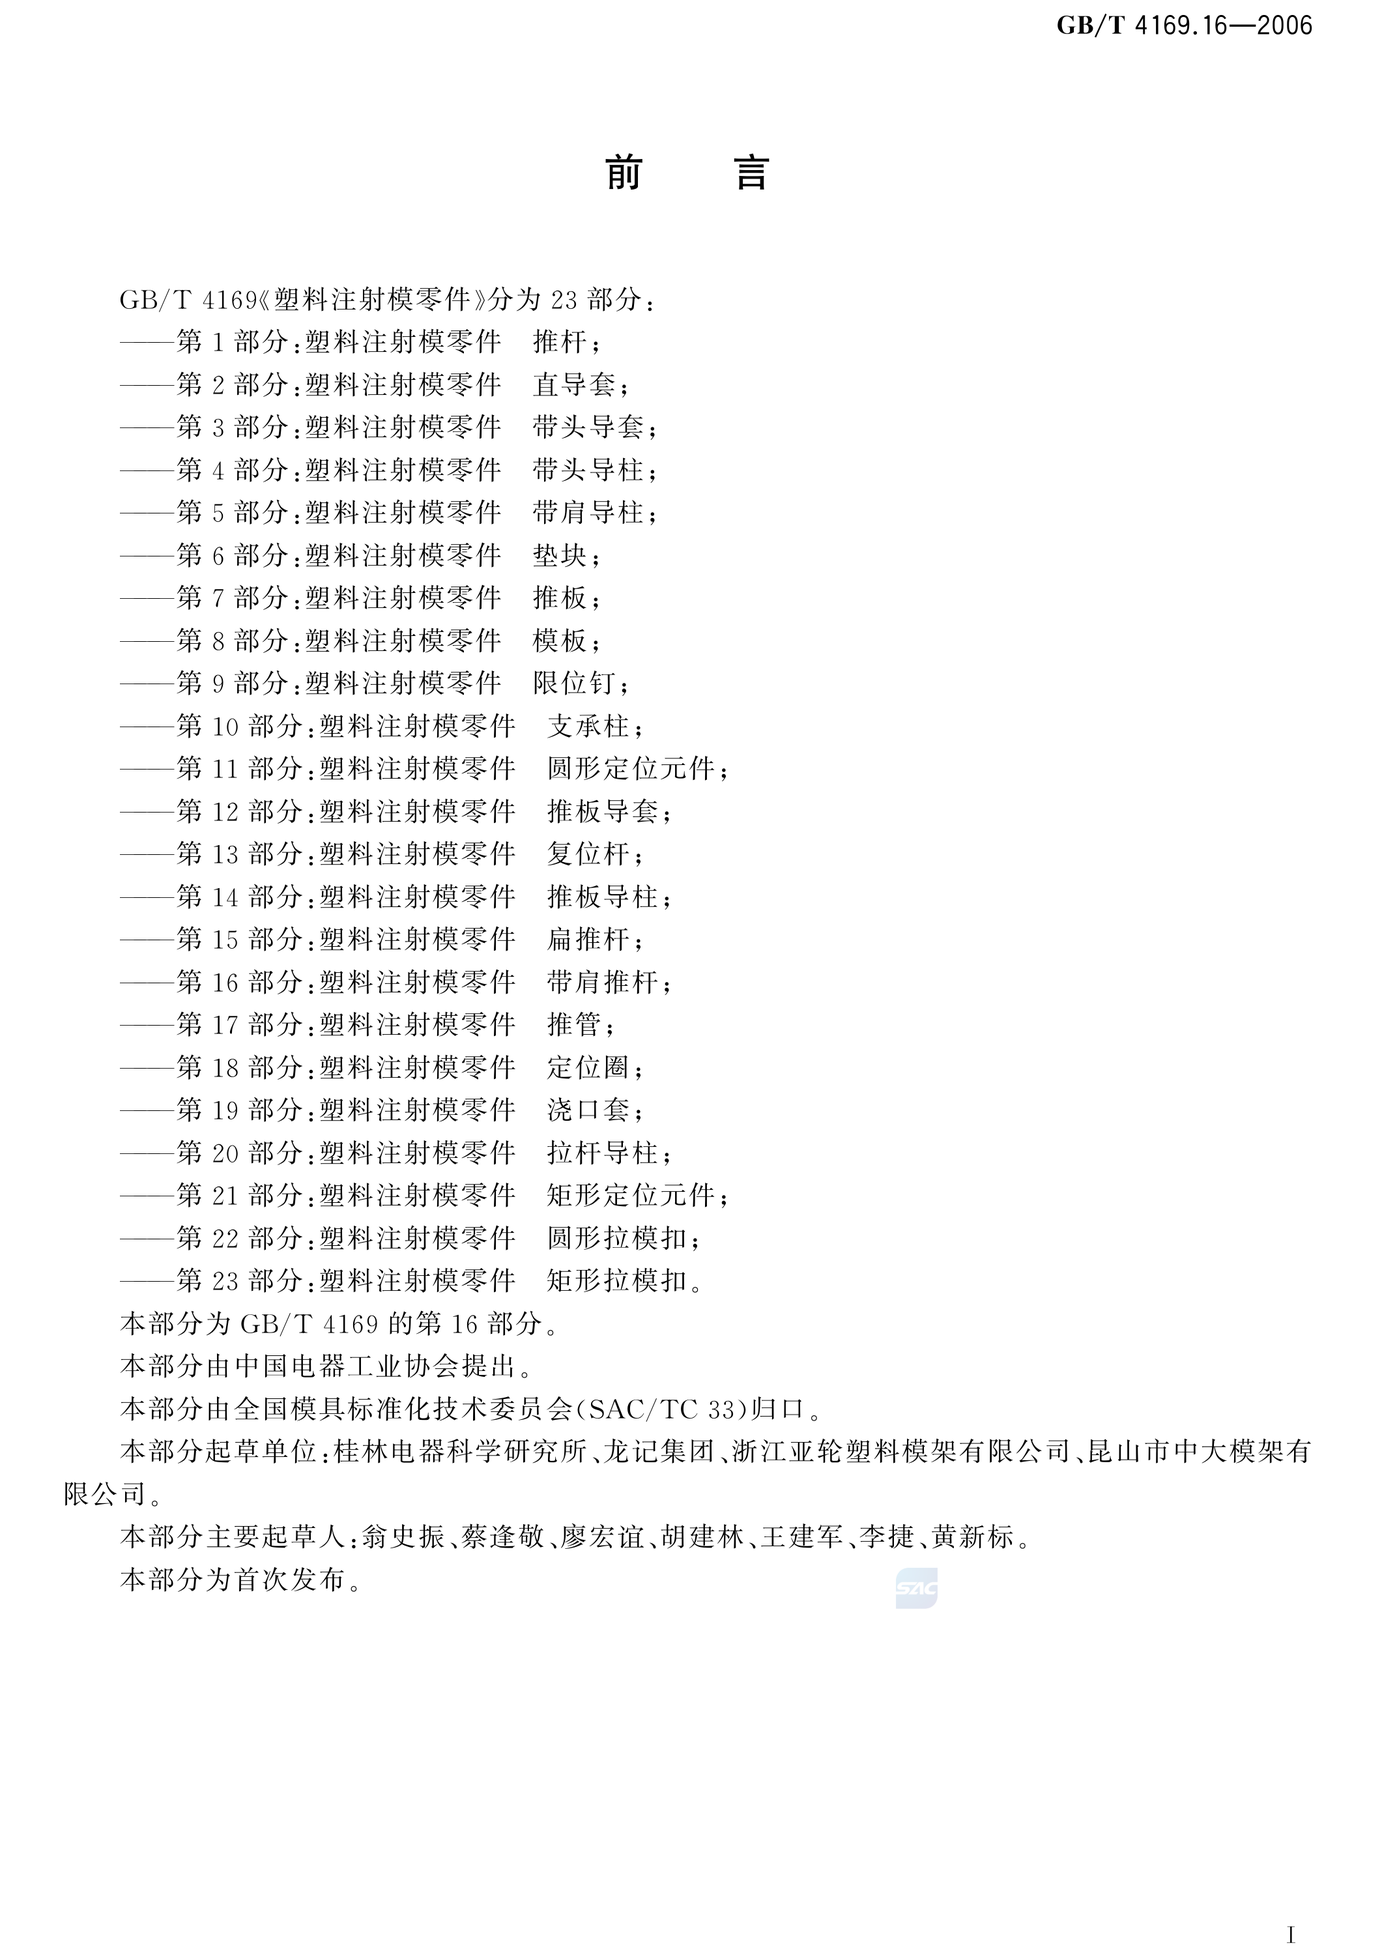 GB/T 4169.16—2006
前 言
GB/T 4169《塑料注射模零件》分为 23 部分:
——第 1 部分:塑料注射模零件 推杆;
——第 2 部分:塑料注射模零件 直导套;
——第 3 部分:塑料注射模零件 带头导套;
——第 4 部分:塑料注射模零件 带头导柱;
——第 5 部分:塑料注射模零件 带肩导柱;
——第 6 部分:塑料注射模零件 垫块;
——第 7 部分:塑料注射模零件 推板;
——第 8 部分:塑料注射模零件 模板;
——第 9 部分:塑料注射模零件 限位钉;
——第 10 部分:塑料注射模零件 支承柱;
——第 11 部分:塑料注射模零件 圆形定位元件;
——第 12 部分:塑料注射模零件 推板导套;
——第 13 部分:塑料注射模零件 复位杆;
——第 14 部分:塑料注射模零件 推板导柱;
——第 15 部分:塑料注射模零件 扁推杆;
——第 16 部分:塑料注射模零件 带肩推杆;
——第 17 部分:塑料注射模零件 推管;
——第 18 部分:塑料注射模零件 定位圈;
——第 19 部分:塑料注射模零件 浇口套;
——第 20 部分:塑料注射模零件 拉杆导柱;
——第 21 部分:塑料注射模零件 矩形定位元件;
——第 22 部分:塑料注射模零件 圆形拉模扣;
——第 23 部分:塑料注射模零件 矩形拉模扣。
本部分为 GB/T 4169 的第 16 部分。
本部分由中国电器工业协会提出。
本部分由全国模具标准化技术委员会(SAC/TC 33)归口。
本部分起草单位:桂林电器科学研究所、龙记集团、浙江亚轮塑料模架有限公司、昆山市中大模架有
限公司。
本部分主要起草人:翁史振、蔡逢敬、廖宏谊、胡建林、王建军、李捷、黄新标。
本部分为首次发布。
SAC
I